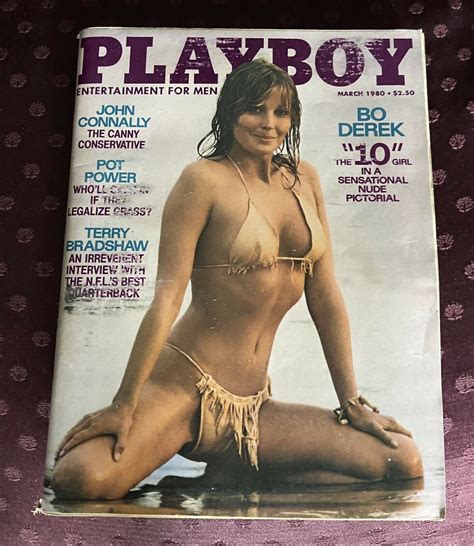 PLAYBOY
ENTERTAINMENT FOR MEN
MARCH 1980 • $2.50
JOHN
CONNALLY
THE CANNY
CONSERVATIVE
POT
POWER
WHO'LL
IF THEY
LEGALIZE GRASS?
TERRY
BRADSHAW
AN IRREVERENT
INTERVIEW WITH
THE N.F.L.'S BEST
QUARTERBACK
BO
DEREK
THE "10" GIRL
IN A
SENSATIONAL
NUDE
PICTORIAL